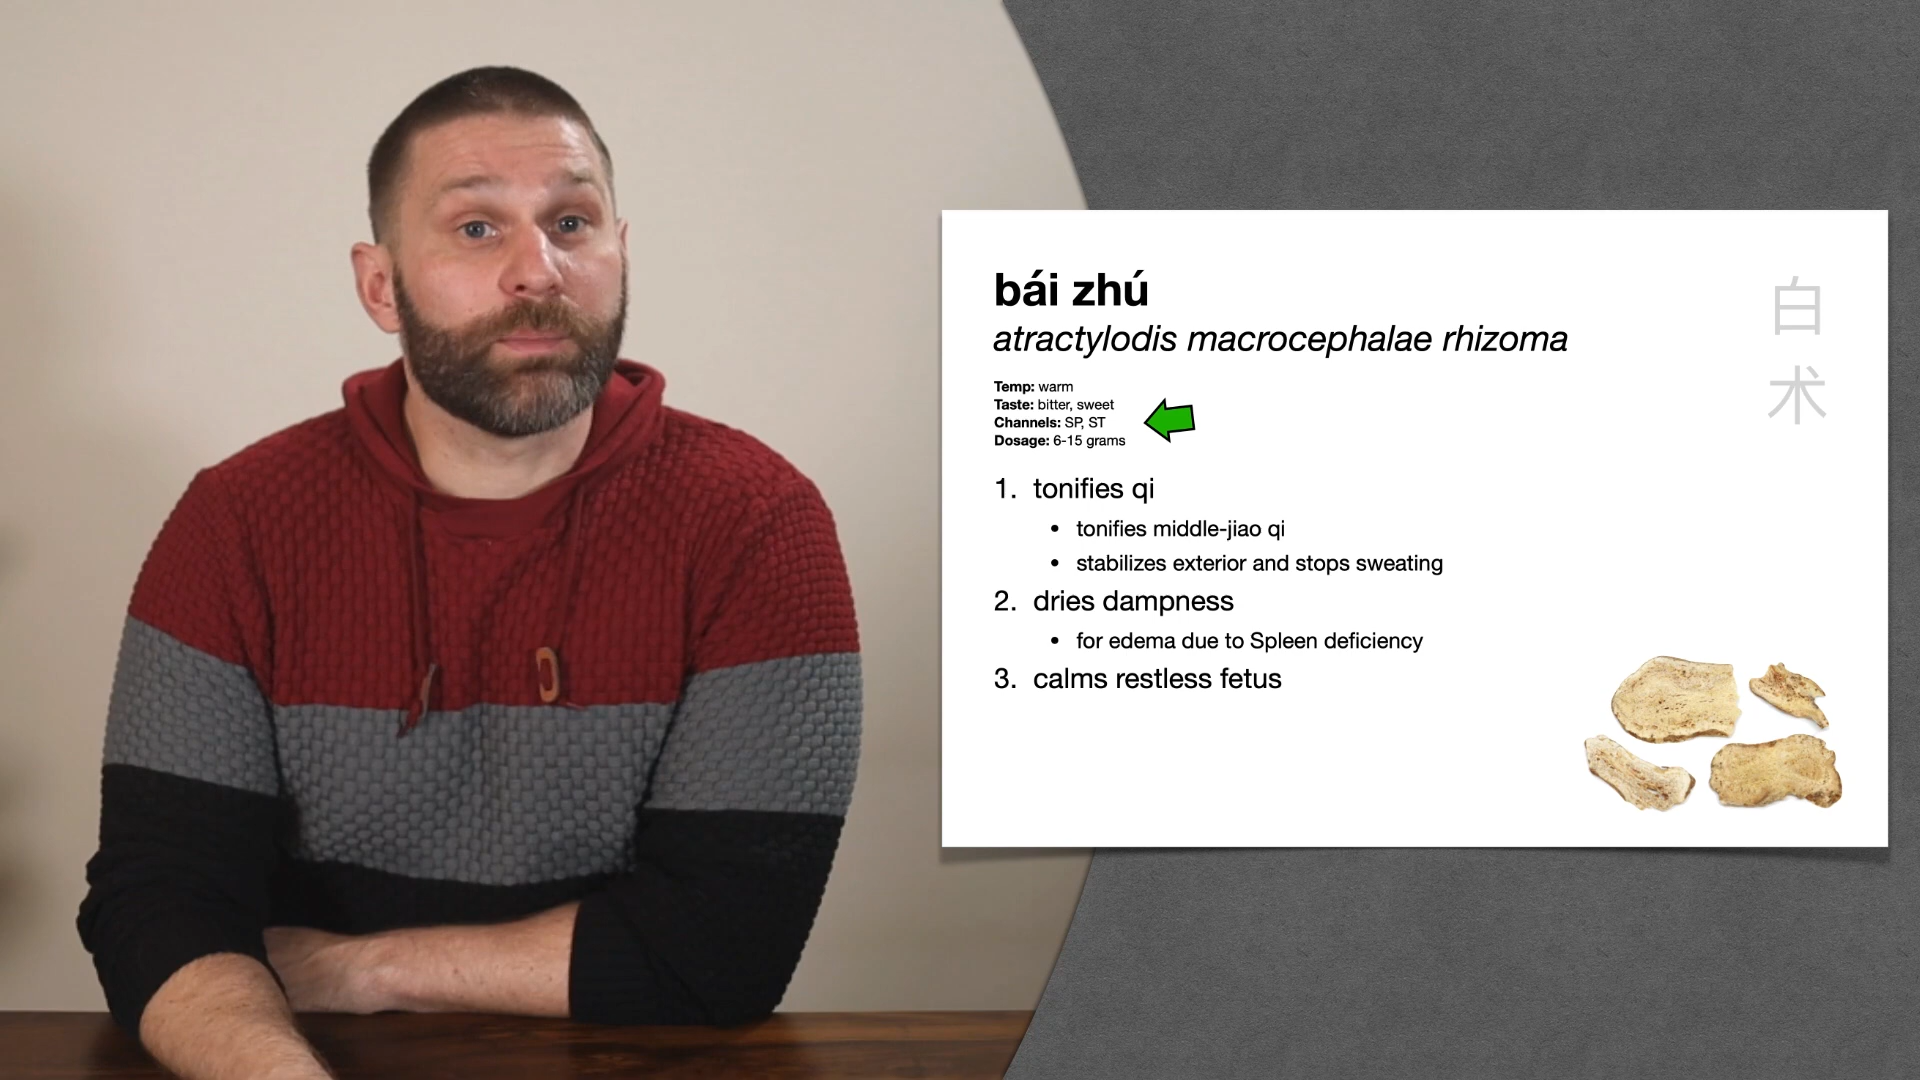 bái zhú
atractylodis macrocephalae rhizoma
白
术
Temp: warm
Taste: bitter, sweet
Channels: SP, ST
Dosage: 6-15 grams
1. tonifies qi
• tonifies middle-jiao qi
• stabilizes exterior and stops sweating
2. dries dampness
• for edema due to Spleen deficiency
3. calms restless fetus